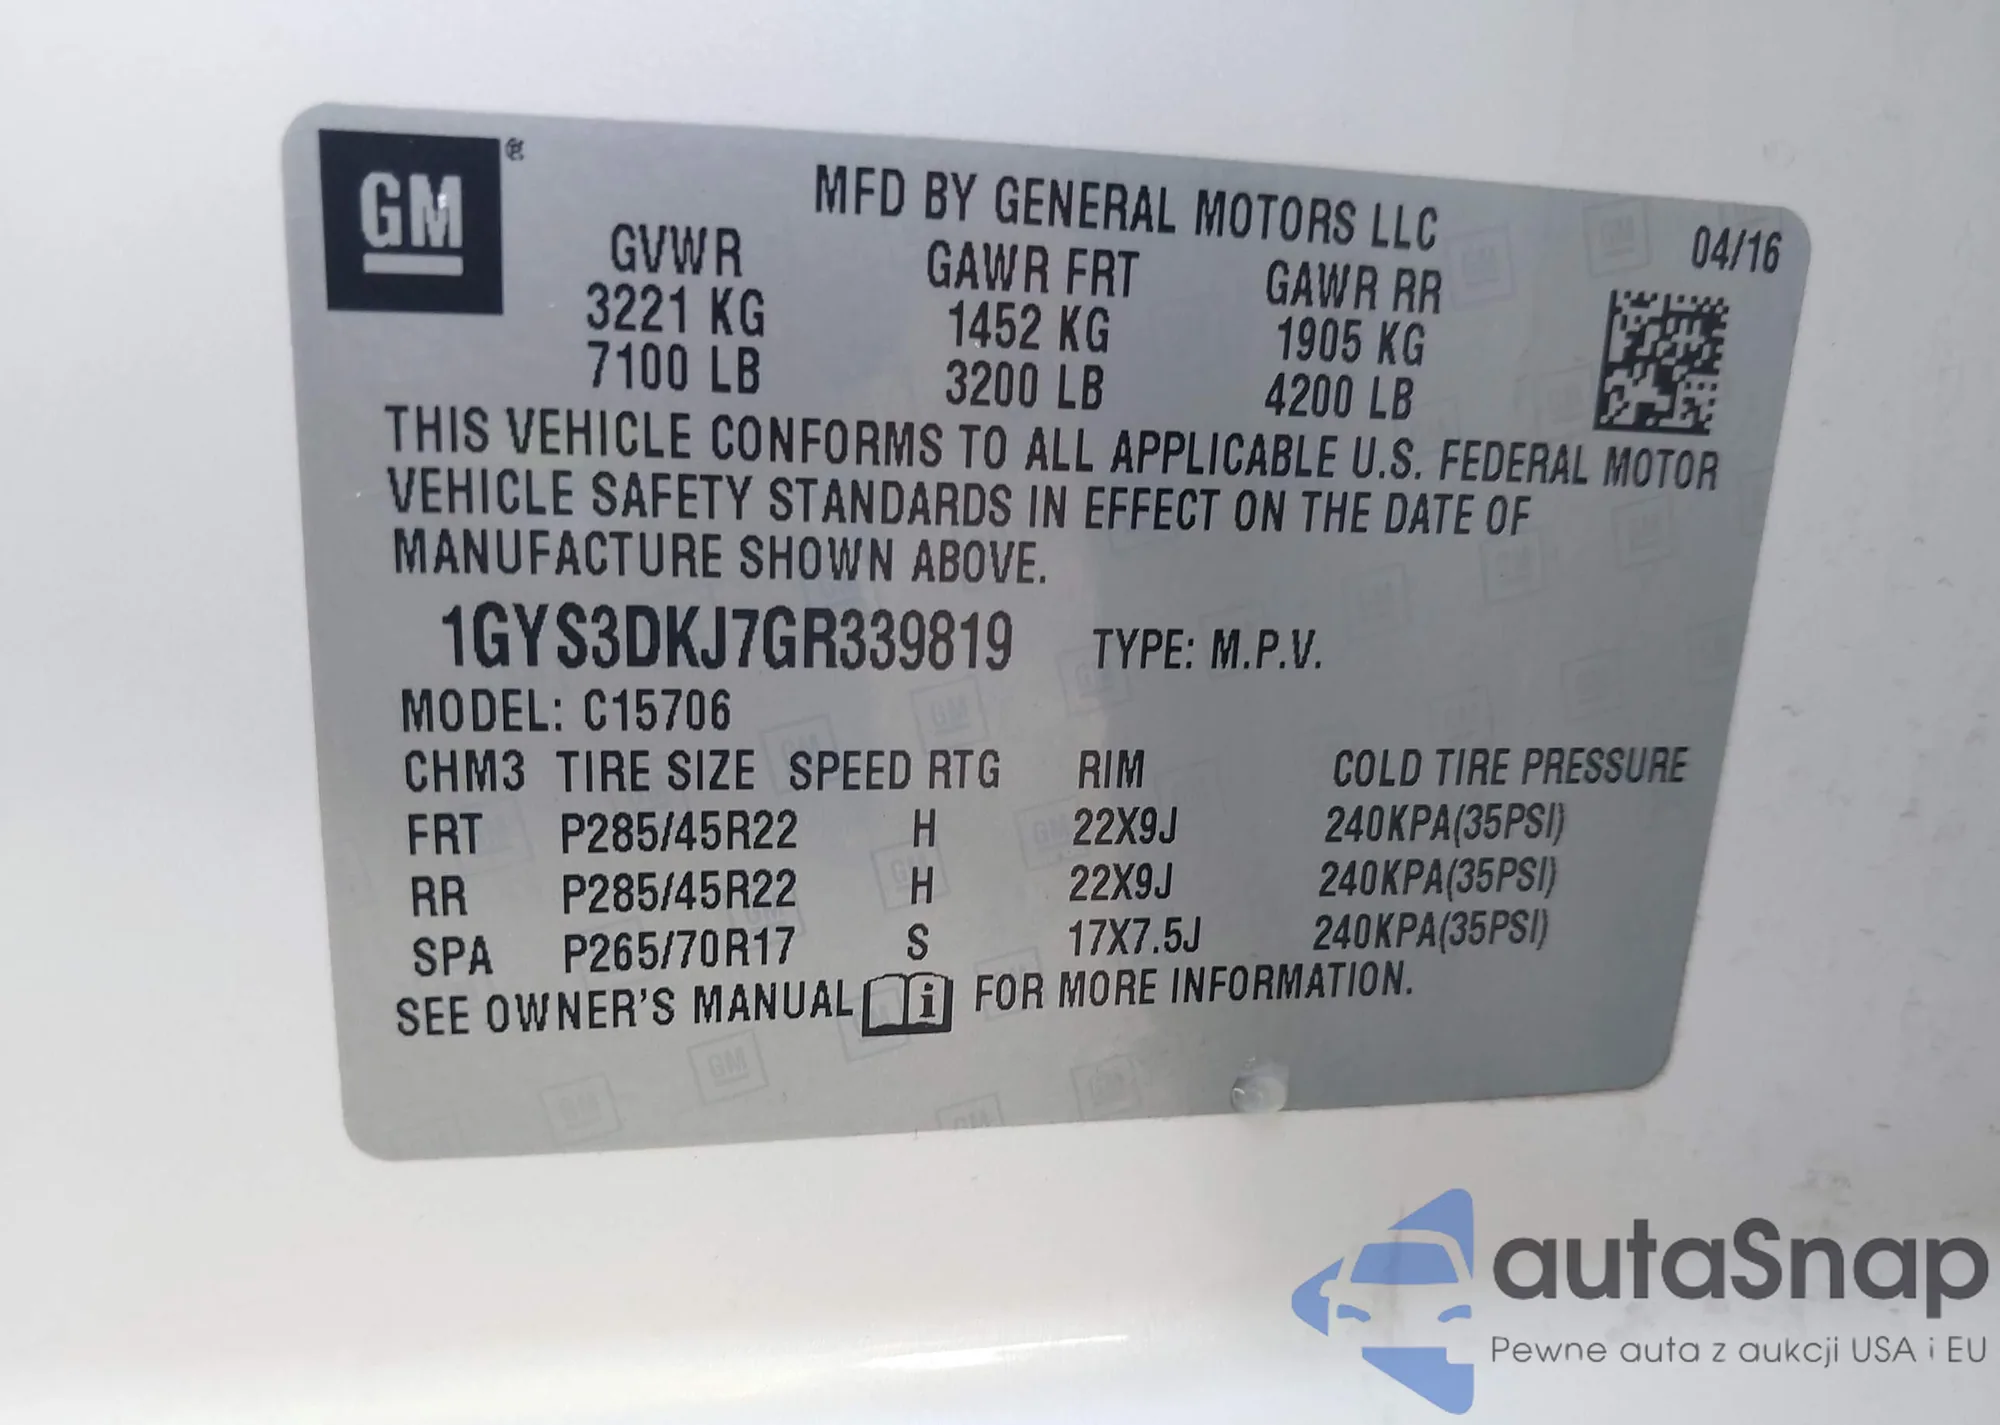 GM®
MFD BY GENERAL MOTORS LLC
04/16
GVWR GAWR FRT GAWR RR
3221 KG 1452 KG 1905 KG
7100 LB 3200 LB 4200 LB
THIS VEHICLE CONFORMS TO ALL APPLICABLE U.S. FEDERAL MOTOR
VEHICLE SAFETY STANDARDS IN EFFECT ON THE DATE OF
MANUFACTURE SHOWN ABOVE.
1GYS3DKJ7GR339819 TYPE: M.P.V.
MODEL: C15706
CHM3 TIRE SIZE SPEED RTG RIM COLD TIRE PRESSURE
FRT P285/45R22 H 22X9J 240KPA(35PSI)
RR P285/45R22 H 22X9J 240KPA(35PSI)
SPA P265/70R17 S 17X7.5J 240KPA(35PSI)
SEE OWNER'S MANUAL i FOR MORE INFORMATION.
autaSnap
Pewne auta z aukcji USA i EU